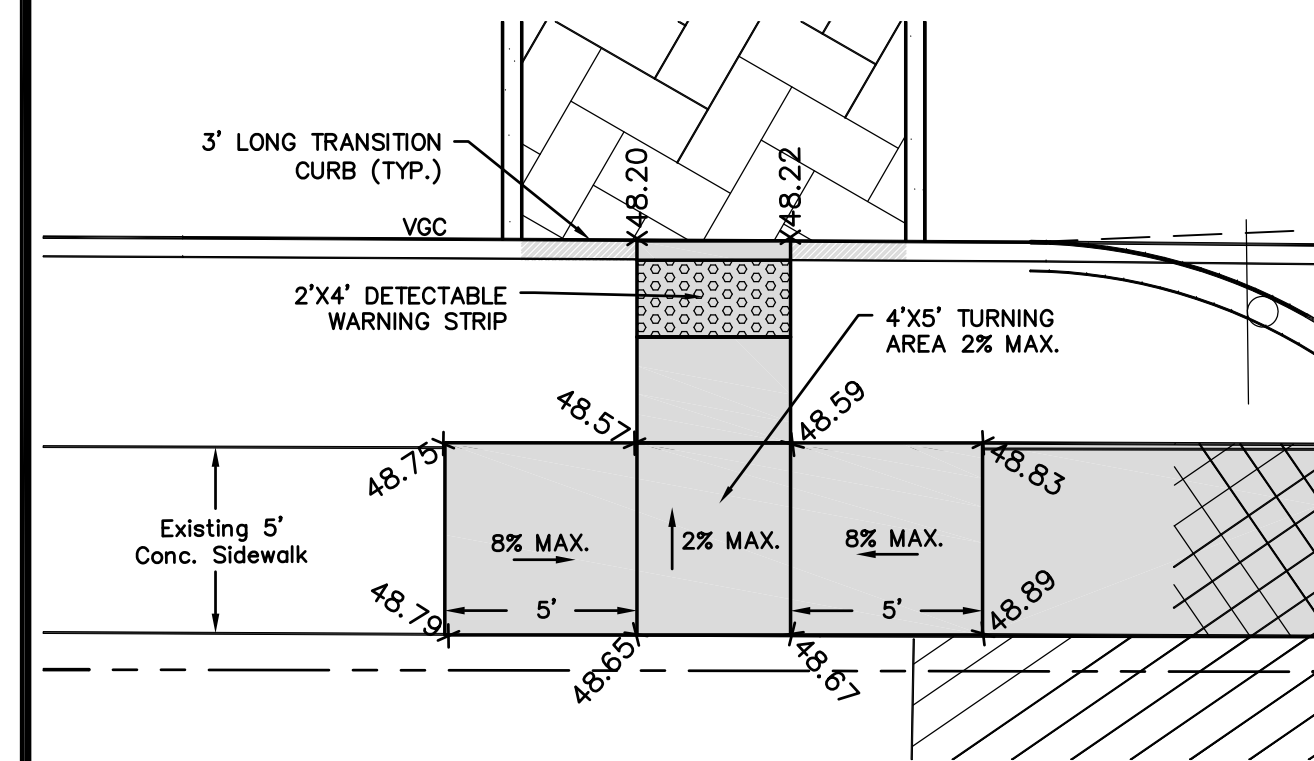 3' LONG TRANSITION
CURB (TYP.)
48.20
48.22
VGC
2'X4' DETECTABLE
WARNING STRIP
4'X5' TURNING
AREA 2% MAX.
48.57
48.59
48.75
48.83
Existing 5'
Conc. Sidewalk
8% MAX.
2% MAX.
8% MAX.
48.79
5'
5'
48.89
48.65
48.67